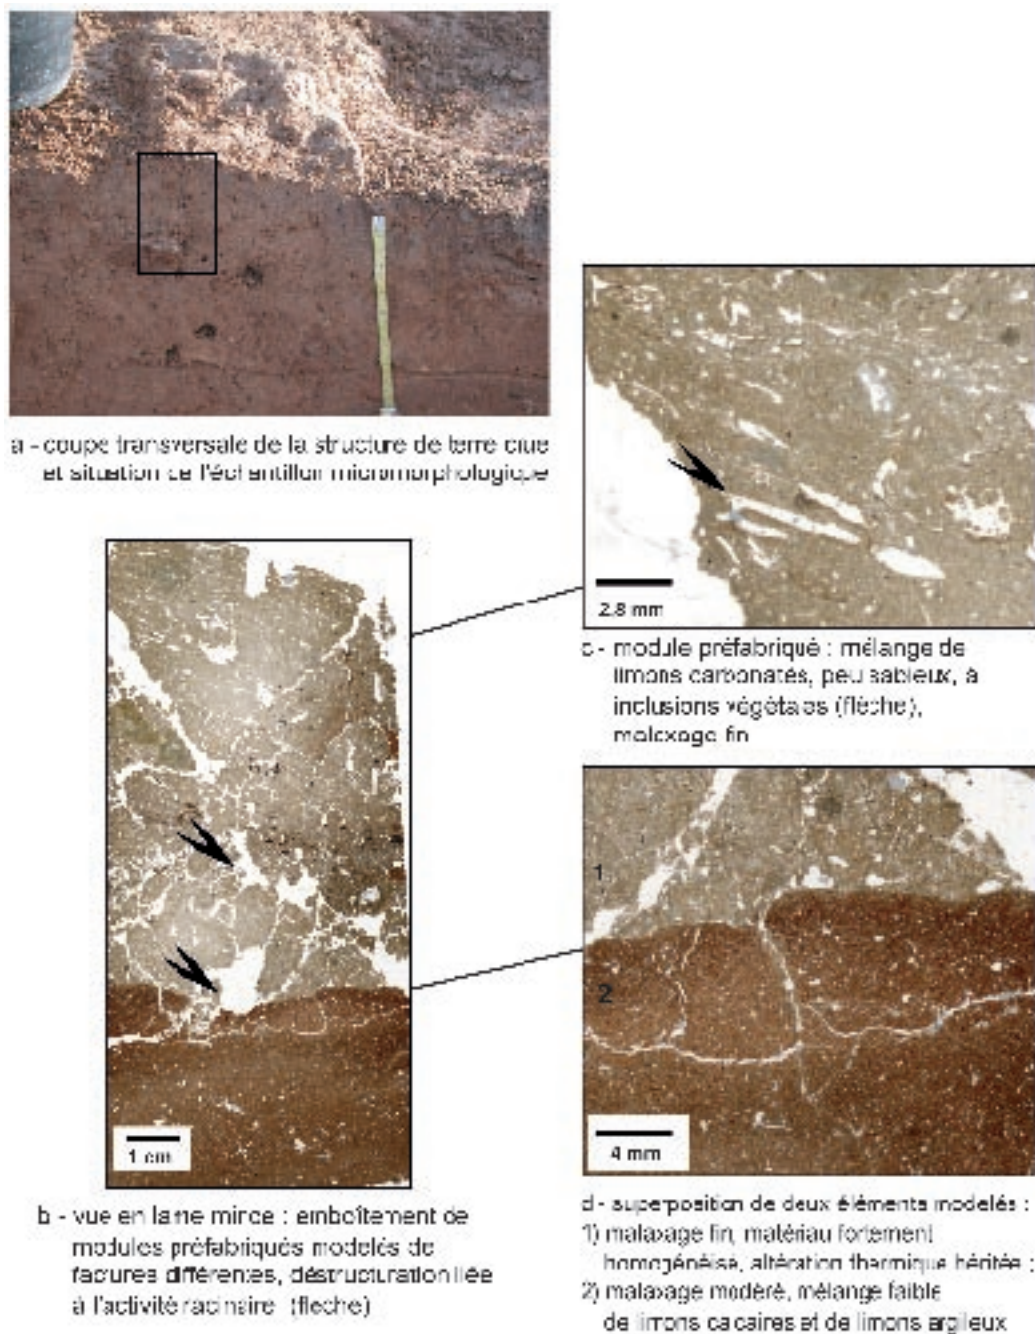 a - coupe transversale de la structure de terre crue
et situation de l'échantillon micromorphologique
2.8 mm
c - module préfabriqué : mélange de
limons carbonatés, peu sableux, à
inclusions végétales (flèche),
malaxage fin
1
2
1 cm
4 mm
b - vue en lame mince : emboîtement de
modules préfabriqués modelés de
factures différentes, déstructuration liée
à l'activité racinaire (flèche)
d - superposition de deux éléments modelés :
1) malaxage fin, matériau fortement
homogénéisé, altération thermique héritée ;
2) malaxage modéré, mélange faible
de limons calcaires et de limons argileux